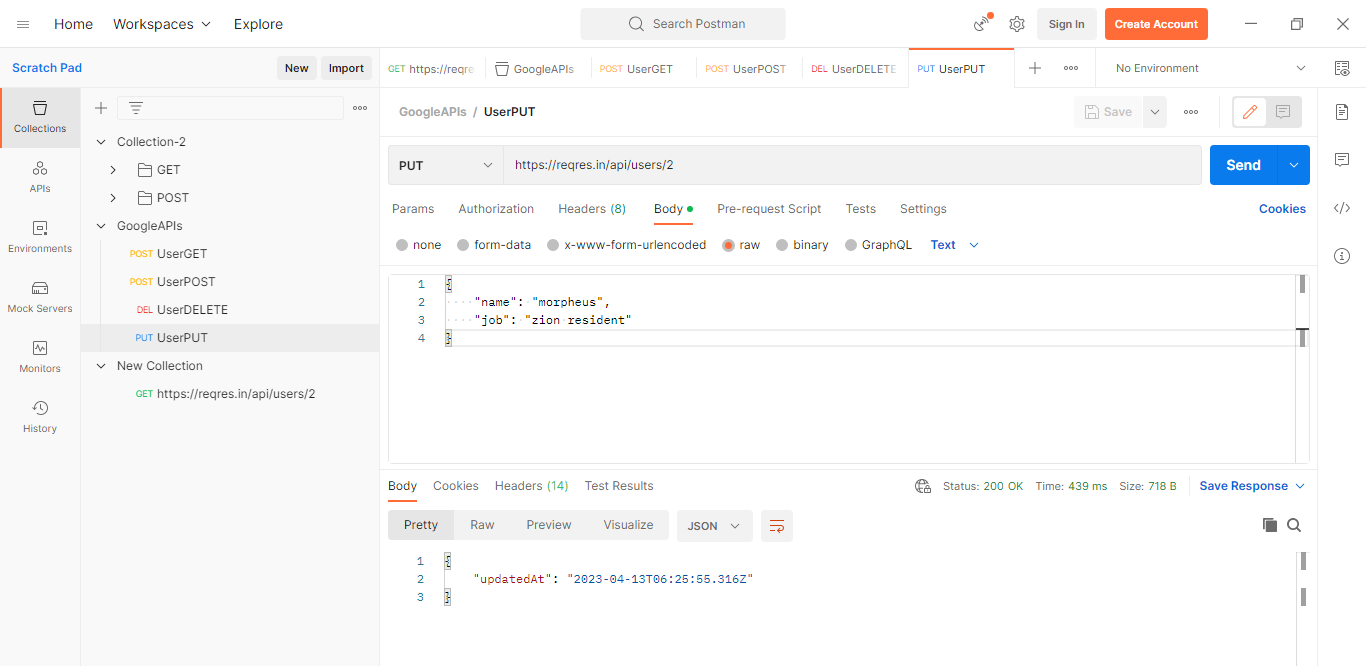 Home Workspaces Explore Search Postman Sign In Create Account
Scratch Pad New Import GET https://reqre GoogleAPIs POST UserGET POST UserPOST DEL UserDELETE PUT UserPUT No Environment
Collections
APIs
Environments
Mock Servers
Monitors
History
Collection-2
GET
POST
GoogleAPIs
POST UserGET
POST UserPOST
DEL UserDELETE
PUT UserPUT
New Collection
GET https://reqres.in/api/users/2
GoogleAPIs / UserPUT Save
PUT https://reqres.in/api/users/2 Send
Params Authorization Headers (8) Body Pre-request Script Tests Settings Cookies
none form-data x-www-form-urlencoded raw binary GraphQL Text
1 {
2 "name": "morpheus",
3 "job": "zion resident"
4 }
Body Cookies Headers (14) Test Results Status: 200 OK Time: 439 ms Size: 718 B Save Response
Pretty Raw Preview Visualize JSON
1 {
2 "updatedAt": "2023-04-13T06:25:55.316Z"
3 }